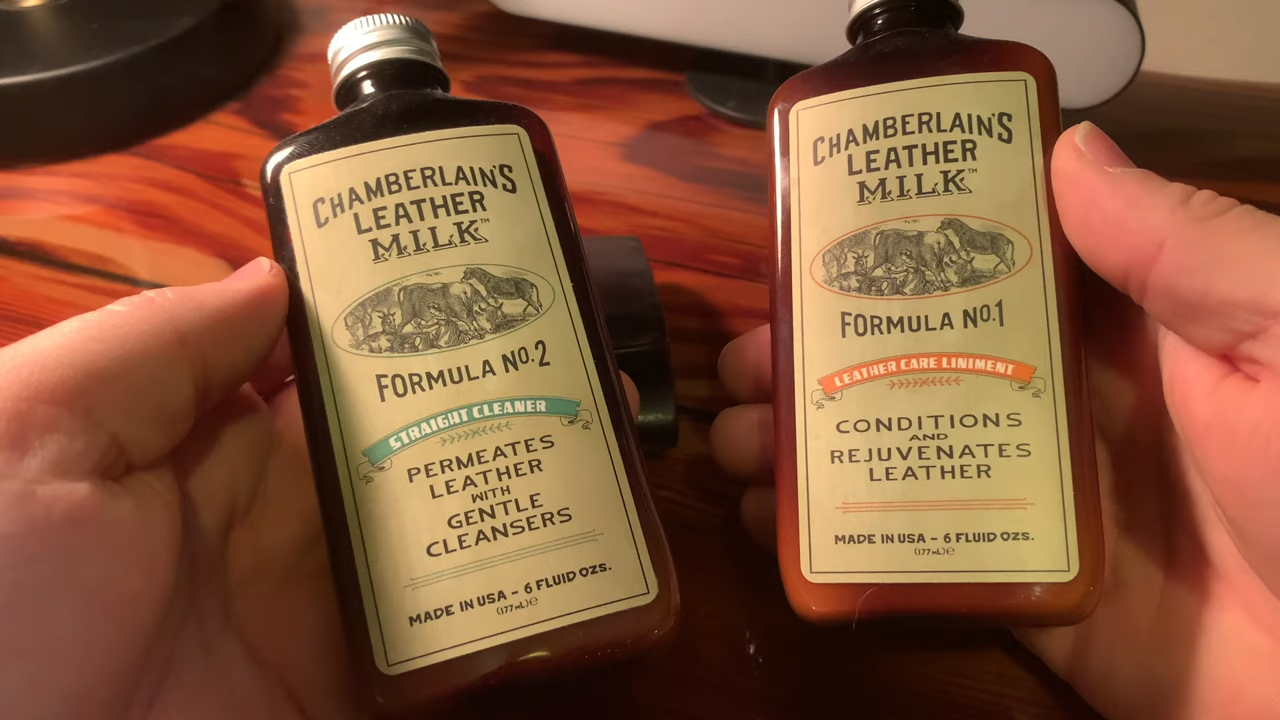 CHAMBERLAIN'S
LEATHER
MILK™
FORMULA No.2
STRAIGHT CLEANER
PERMEATES
LEATHER
WITH
GENTLE
CLEANSERS
MADE IN USA - 6 FLUID OZS.
(177 mL) ℮
CHAMBERLAIN'S
LEATHER
MILK™
FORMULA No.1
LEATHER CARE LINIMENT
CONDITIONS
AND
REJUVENATES
LEATHER
MADE IN USA - 6 FLUID OZS.
(177 mL) ℮